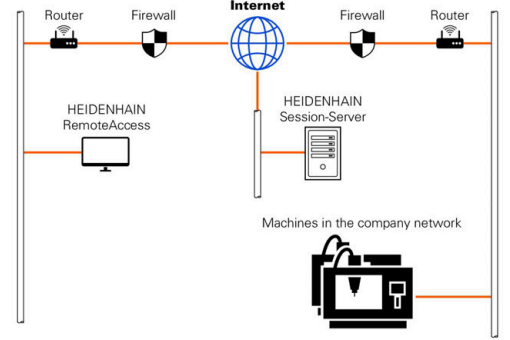 Internet
Router
Firewall
Firewall
Router
HEIDENHAIN
RemoteAccess
HEIDENHAIN
Session-Server
Machines in the company network